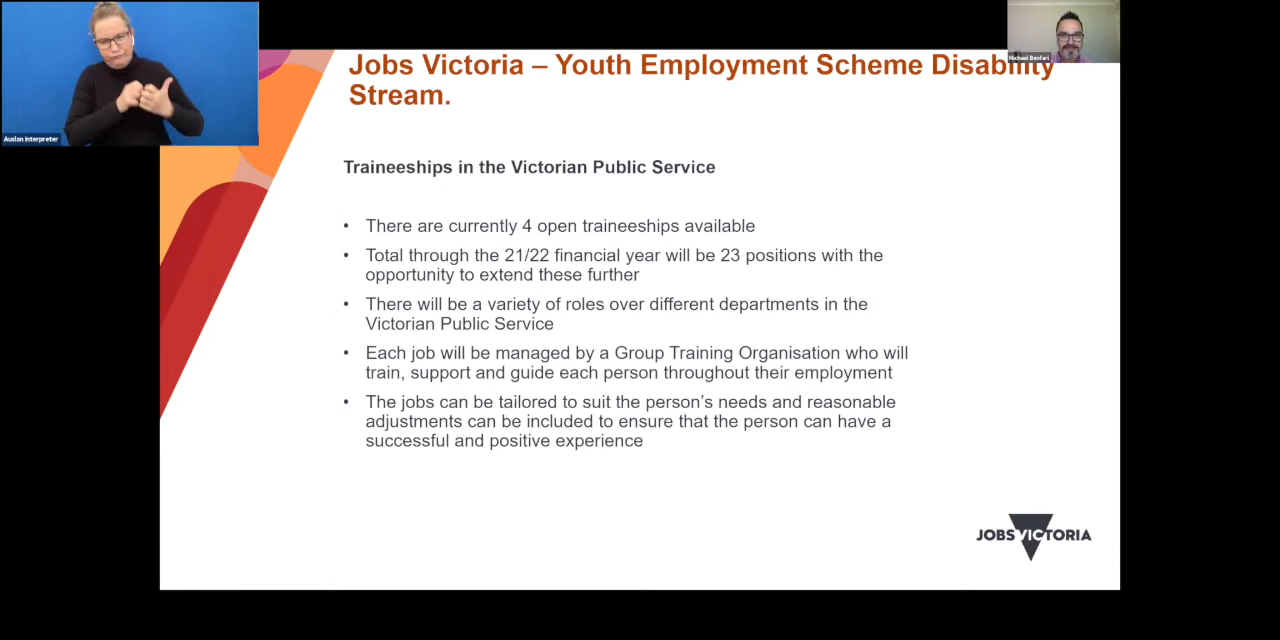 Auslan Interpreter
Michael Benfari
Jobs Victoria – Youth Employment Scheme Disability
Stream.
Traineeships in the Victorian Public Service
• There are currently 4 open traineeships available
• Total through the 21/22 financial year will be 23 positions with the
opportunity to extend these further
• There will be a variety of roles over different departments in the
Victorian Public Service
• Each job will be managed by a Group Training Organisation who will
train, support and guide each person throughout their employment
• The jobs can be tailored to suit the person’s needs and reasonable
adjustments can be included to ensure that the person can have a
successful and positive experience
JOBSVICTORIA